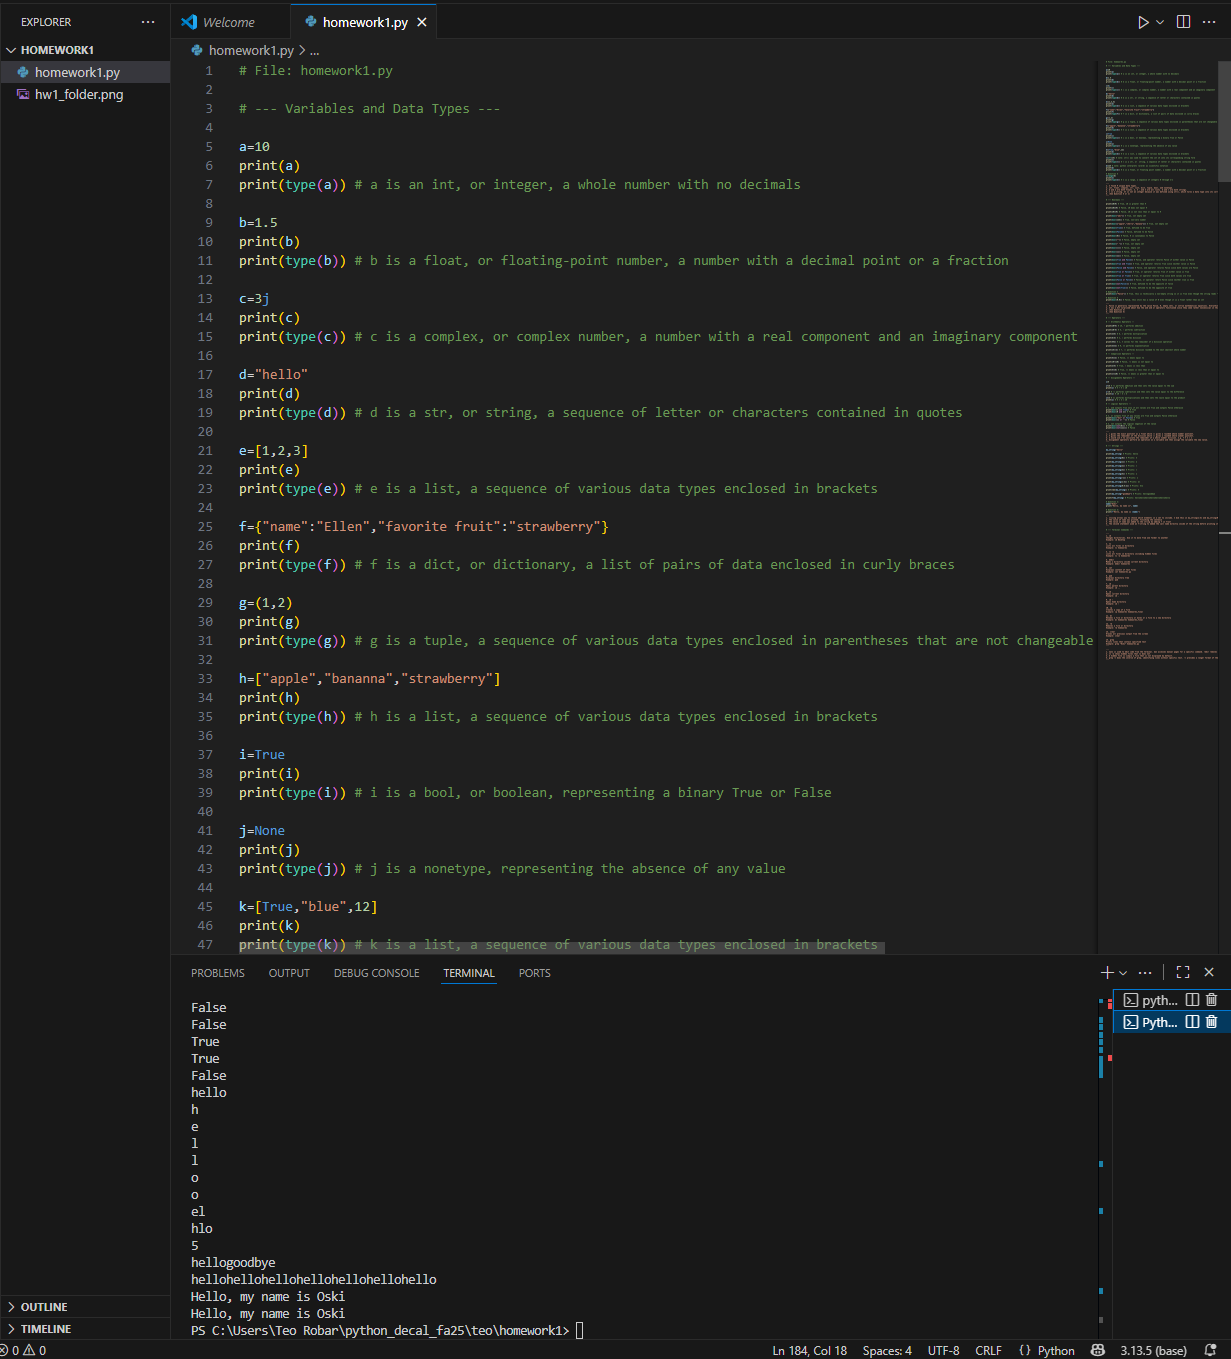 EXPLORER
HOMEWORK1
homework1.py
hw1_folder.png
OUTLINE
TIMELINE
Welcome
homework1.py
homework1.py > ...
1 # File: homework1.py
2
3 # --- Variables and Data Types ---
4
5 a=10
6 print(a)
7 print(type(a)) # a is an int, or integer, a whole number with no decimals
8
9 b=1.5
10 print(b)
11 print(type(b)) # b is a float, or floating-point number, a number with a decimal point or a fraction
12
13 c=3j
14 print(c)
15 print(type(c)) # c is a complex, or complex number, a number with a real component and an imaginary component
16
17 d="hello"
18 print(d)
19 print(type(d)) # d is a str, or string, a sequence of letter or characters contained in quotes
20
21 e=[1,2,3]
22 print(e)
23 print(type(e)) # e is a list, a sequence of various data types enclosed in brackets
24
25 f={"name":"Ellen","favorite fruit":"strawberry"}
26 print(f)
27 print(type(f)) # f is a dict, or dictionary, a list of pairs of data enclosed in curly braces
28
29 g=(1,2)
30 print(g)
31 print(type(g)) # g is a tuple, a sequence of various data types enclosed in parentheses that are not changeable
32
33 h=["apple","bananna","strawberry"]
34 print(h)
35 print(type(h)) # h is a list, a sequence of various data types enclosed in brackets
36
37 i=True
38 print(i)
39 print(type(i)) # i is a bool, or boolean, representing a binary True or False
40
41 j=None
42 print(j)
43 print(type(j)) # j is a nonetype, representing the absence of any value
44
45 k=[True,"blue",12]
46 print(k)
47 print(type(k)) # k is a list, a sequence of various data types enclosed in brackets
PROBLEMS OUTPUT DEBUG CONSOLE TERMINAL PORTS
pyth...
Pyth...
False
False
True
True
False
hello
h
e
l
l
o
o
el
hlo
5
hellogoodbye
hellohellohellohellohellohellohello
Hello, my name is Oski
Hello, my name is Oski
PS C:\Users\Teo Robar\python_decal_fa25\teo\homework1>
0 0 Ln 184, Col 18 Spaces: 4 UTF-8 CRLF {} Python 3.13.5 (base)